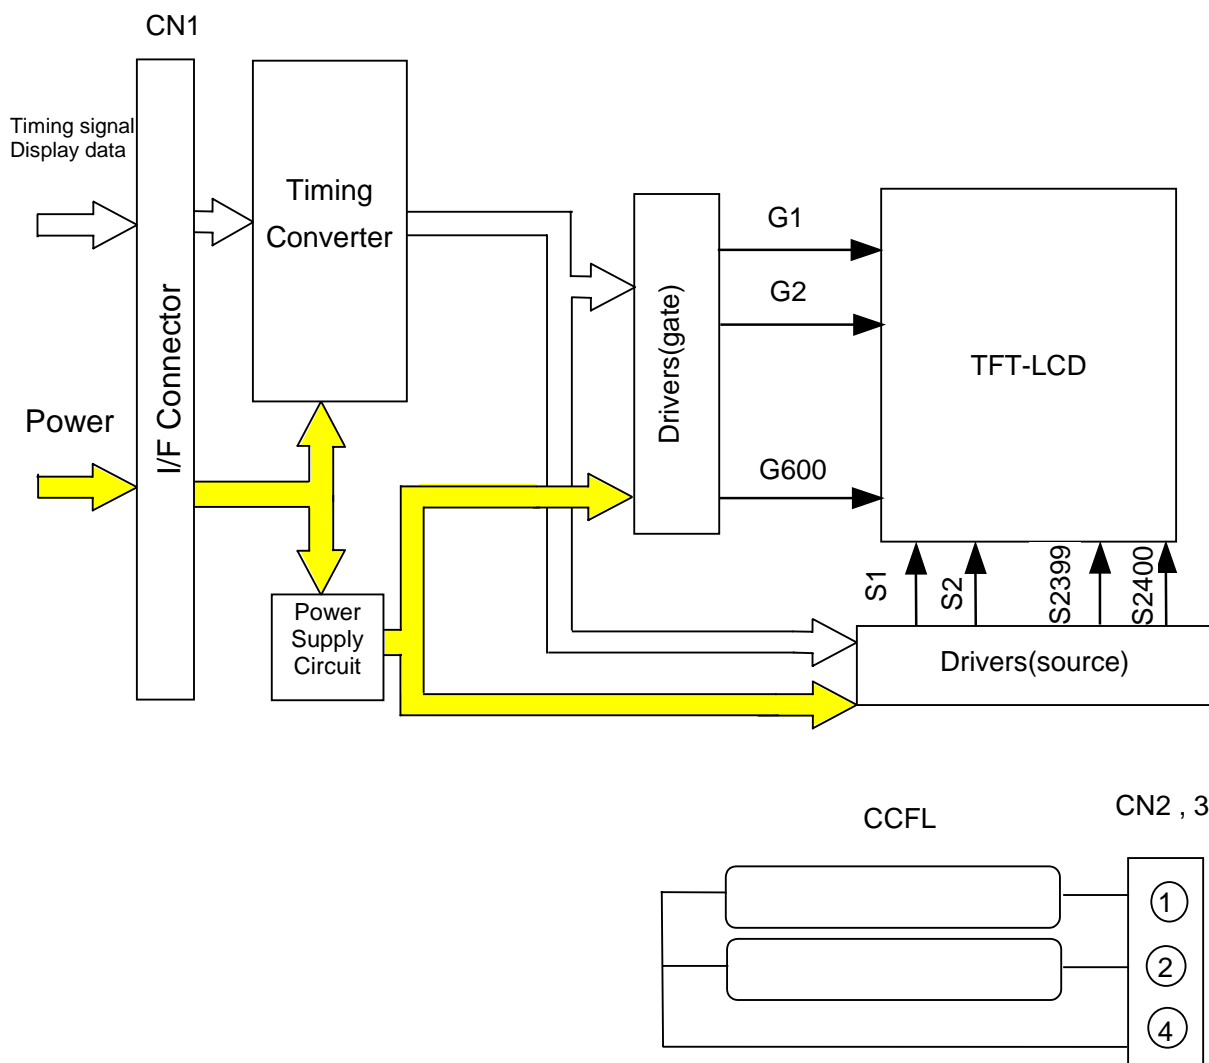 CN1
Timing signal
Display data
Power
I/F Connector
Timing
Converter
Power
Supply
Circuit
Drivers(gate)
G1
G2
G600
TFT-LCD
S1
S2
S2399
S2400
Drivers(source)
CCFL
CN2 , 3
1
2
4